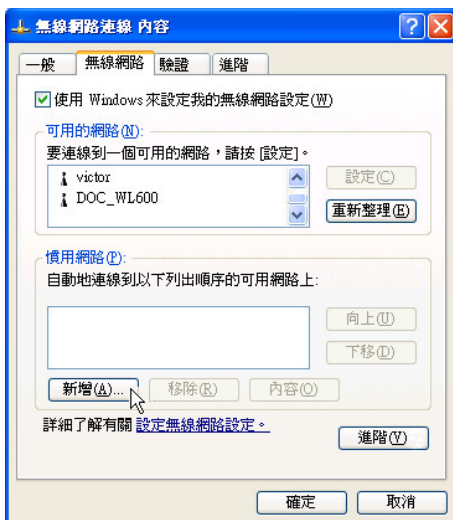 無線網路連線 內容
一般 無線網路 驗證 進階
使用 Windows 來設定我的無線網路設定(W)
可用的網路(N):
要連線到一個可用的網路，請按 [設定]。
victor
DOC_WL600
設定(C)
重新整理(E)
慣用網路(P):
自動地連線到以下列出順序的可用網路上:
向上(U)
下移(D)
新增(A)... 移除(R) 內容(O)
詳細了解有關 設定無線網路設定。
進階(V)
確定 取消